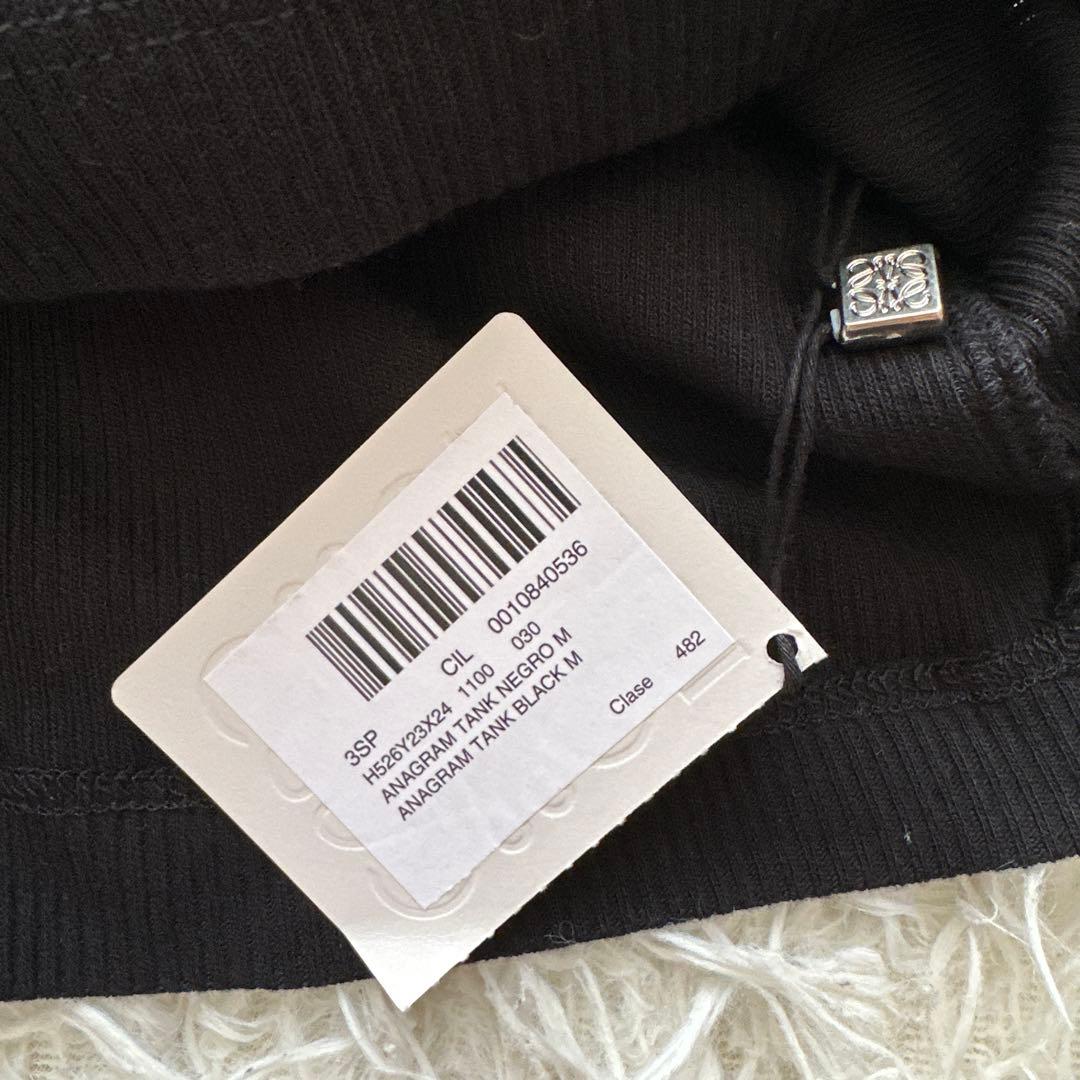 CIL 0010840536
3SP
H526Y23X24 1100 030
ANAGRAM TANK NEGRO M
ANAGRAM TANK BLACK M
Clase 482